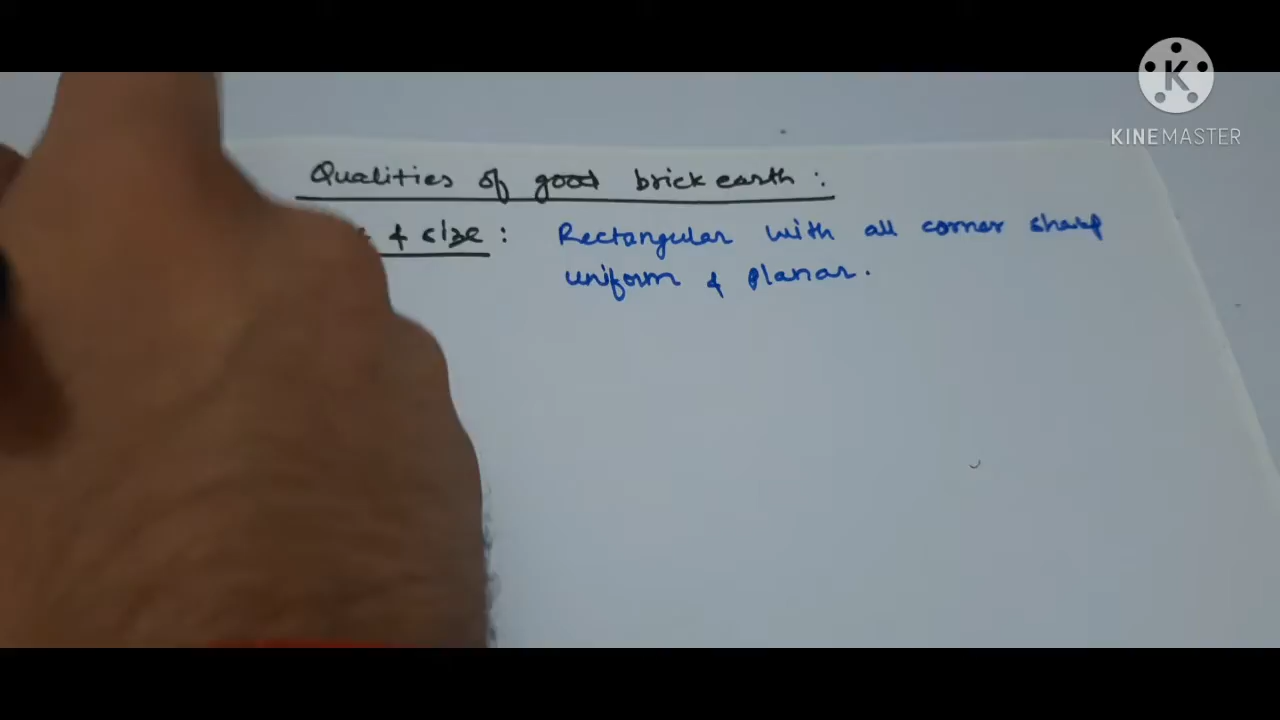 KINEMASTER
Qualities of good brick earth :
& size : Rectangular with all corner sharp
uniform & planar.